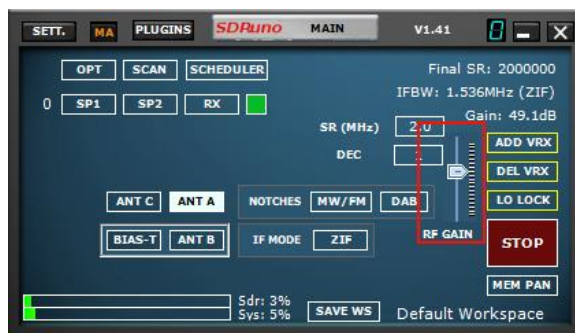 SETT. MA PLUGINS SDRuno MAIN V1.41 8
OPT SCAN SCHEDULER Final SR: 2000000
IFBW: 1.536MHz (ZIF)
0 SP1 SP2 RX Gain: 49.1dB
SR (MHz) 2.0
ADD VRX
DEC 1
DEL VRX
ANT C ANT A NOTCHES MW/FM DAB LO LOCK
BIAS-T ANT B IF MODE ZIF RF GAIN STOP
MEM PAN
Sdr: 3%
Sys: 5% SAVE WS Default Workspace